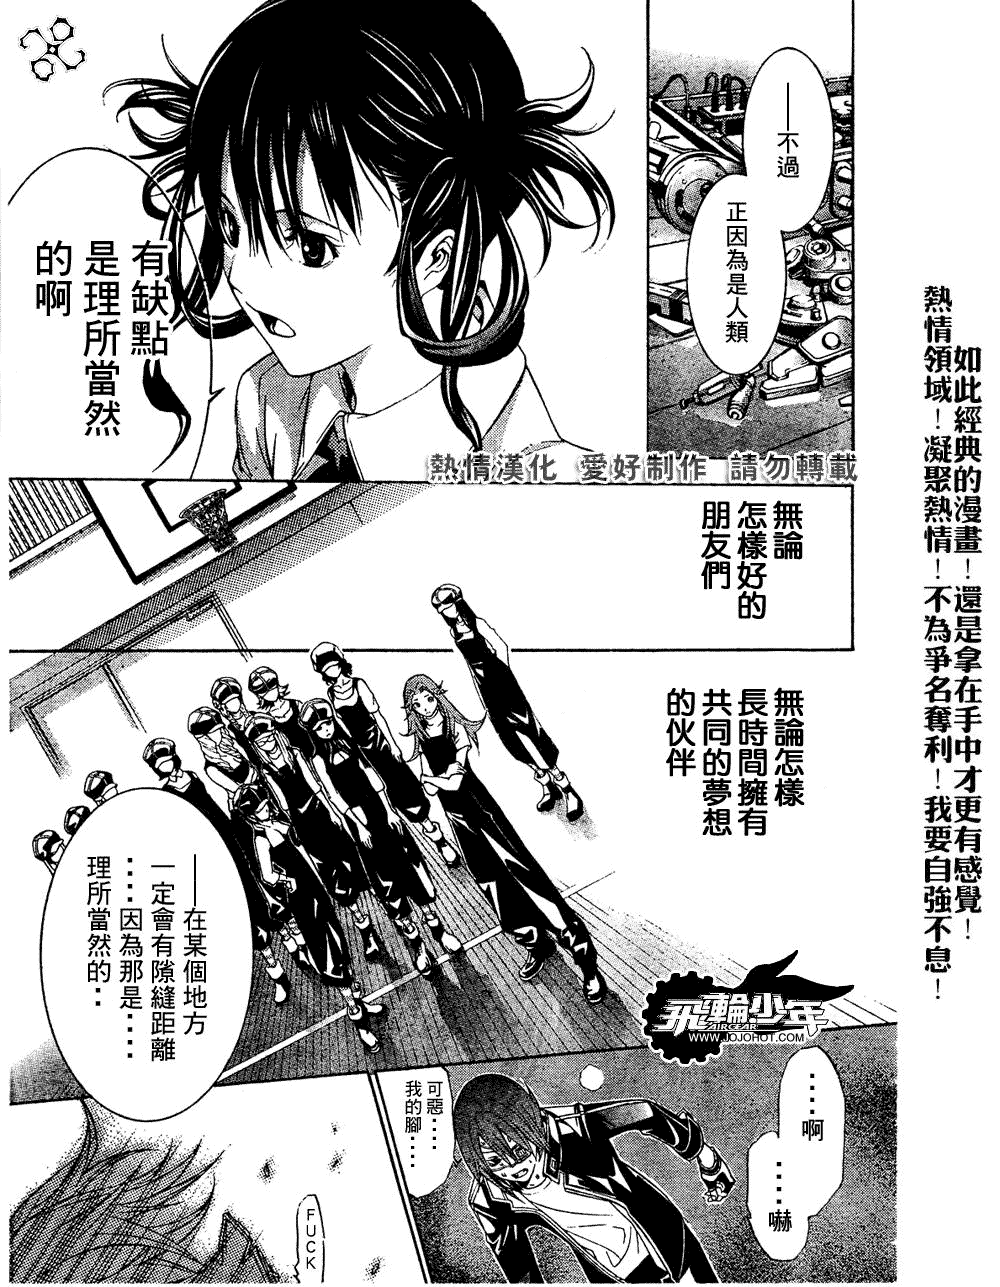 ——不過
正因為是人類
有缺點
是理所當然
的啊
熱情漢化 愛好制作 請勿轉載
無論
怎樣好的
朋友們
無論怎樣
長時間擁有
共同的夢想
的伙伴
——在某個地方
一定會有隙縫距離
‥‥因為那是‥‥
理所當然的‥
飛輪少年
AIRGEAR
WWW.JOJOHOT.COM
‥‥啊
‥‥嚇
可惡‥‥
我的腳‥‥
FUCK
如此經典的漫畫！還是拿在手中才更有感覺！
熱情領域！凝聚熱情！不為爭名奪利！我要自強不息！